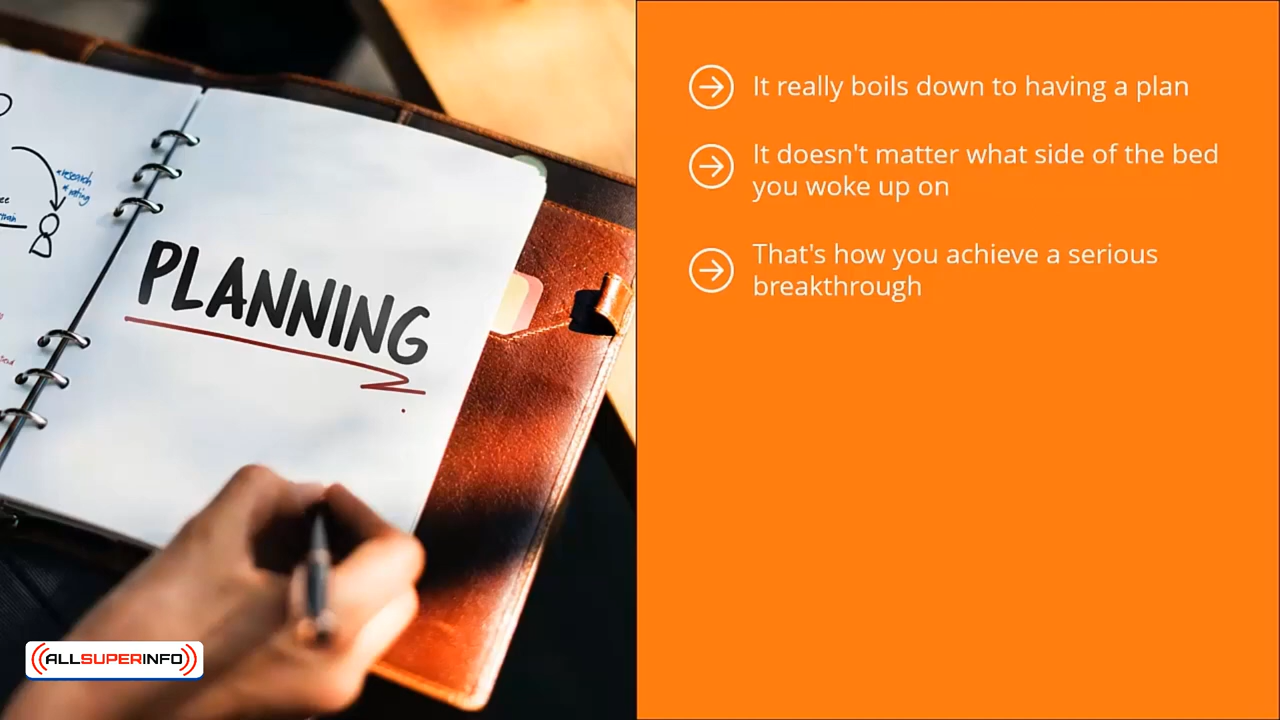 PLANNING
It really boils down to having a plan
It doesn't matter what side of the bed
you woke up on
That's how you achieve a serious
breakthrough
ALLSUPERINFO